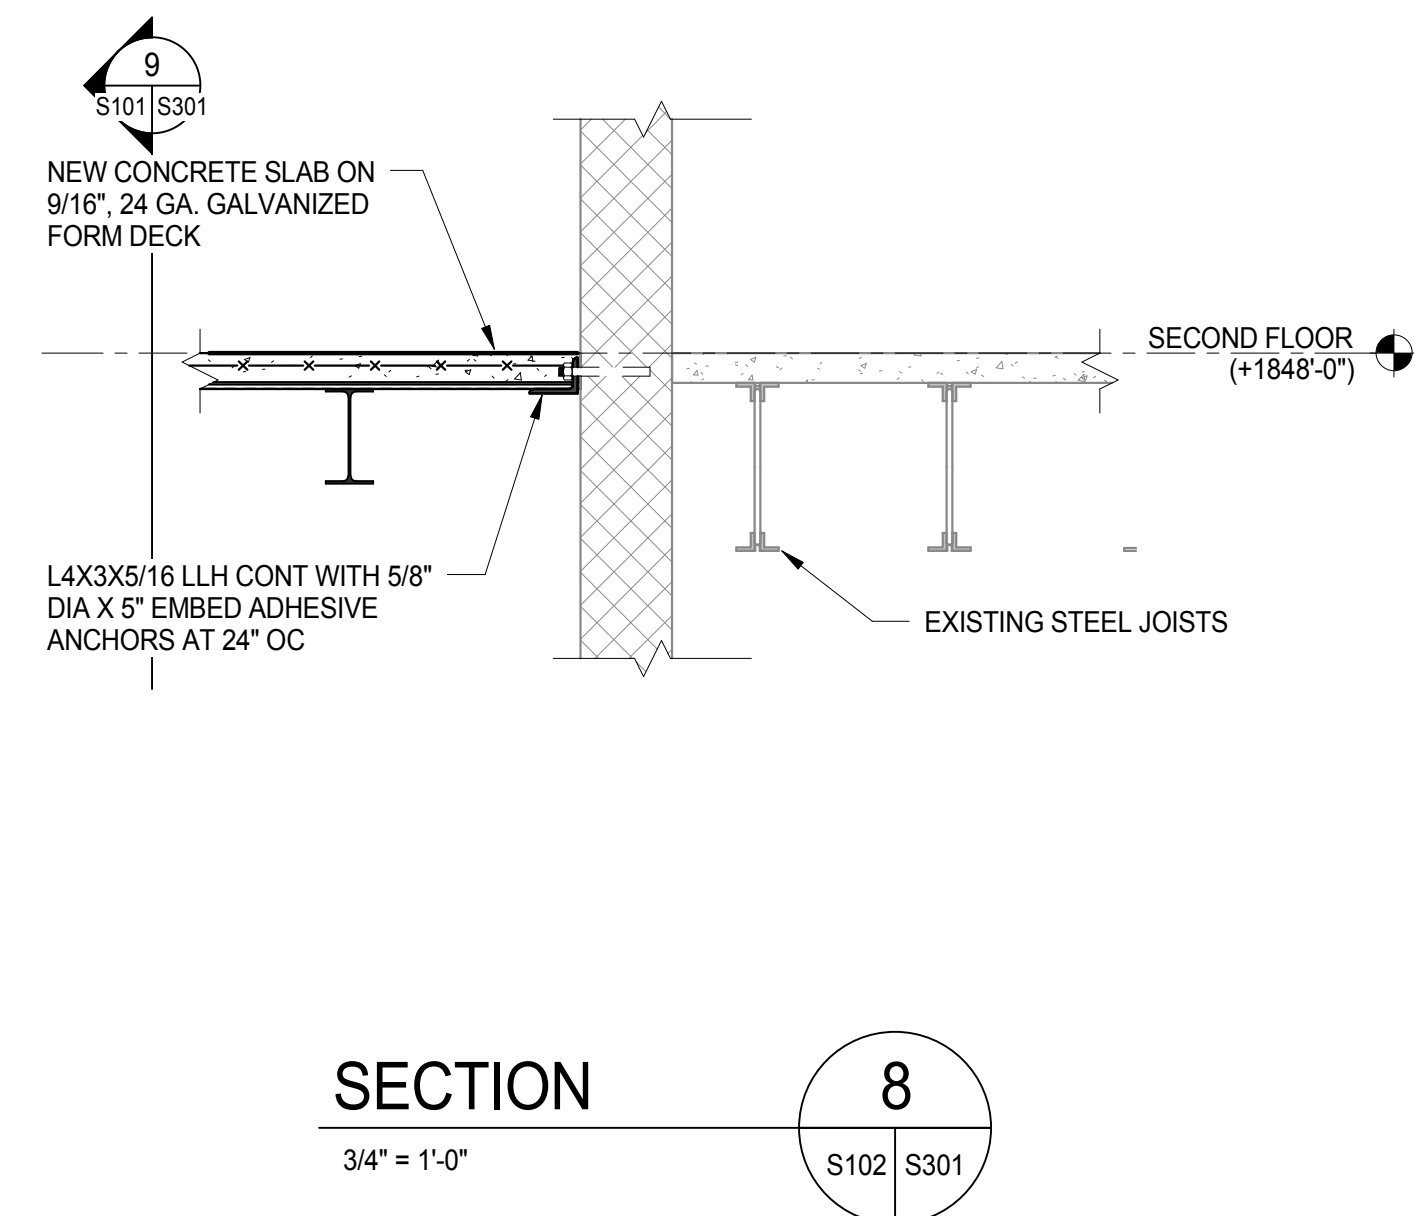 9
S101 S301
NEW CONCRETE SLAB ON
9/16", 24 GA. GALVANIZED
FORM DECK
SECOND FLOOR
(+1848'-0")
L4X3X5/16 LLH CONT WITH 5/8"
DIA X 5" EMBED ADHESIVE
ANCHORS AT 24" OC
EXISTING STEEL JOISTS
SECTION
8
3/4" = 1'-0"
S102 S301